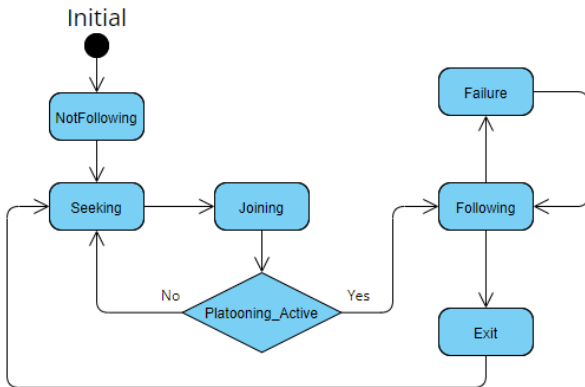 Initial
NotFollowing
Failure
Seeking
Joining
Following
No
Yes
Platooning_Active
Exit